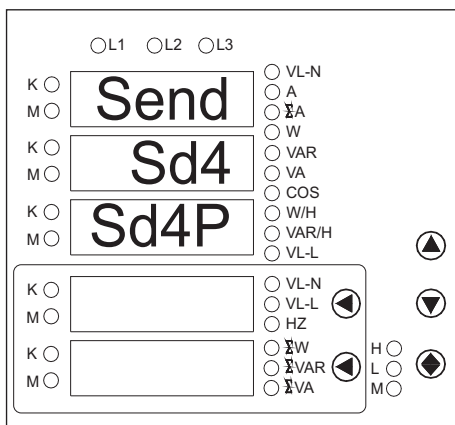 L1 L2 L3
K
M
Send
VL-N
A
ΣA
W
K
M
Sd4
VAR
VA
COS
K
M
Sd4P
W/H
VAR/H
VL-L
K
M
VL-N
VL-L
HZ
K
M
ΣW
ΣVAR
ΣVA
H
L
M